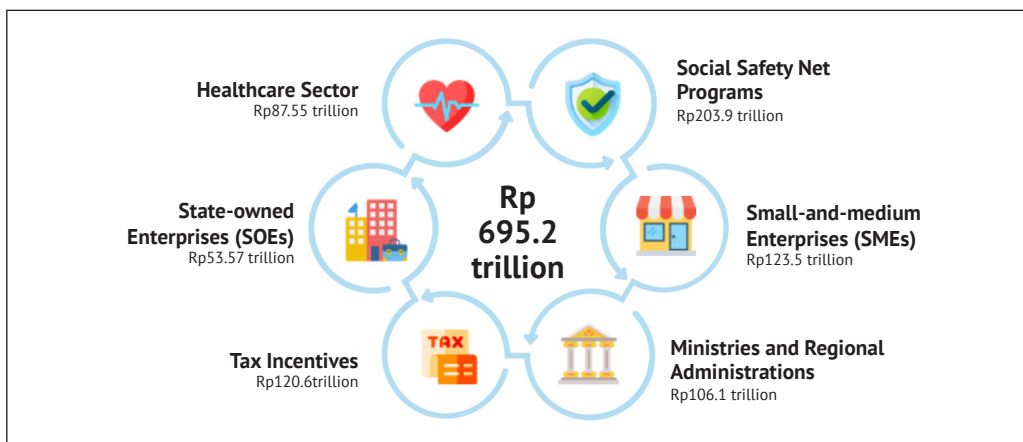 Healthcare Sector
Rp87.55 trillion
Social Safety Net
Programs
Rp203.9 trillion
State-owned
Enterprises (SOEs)
Rp53.57 trillion
Rp
695.2
trillion
Small-and-medium
Enterprises (SMEs)
Rp123.5 trillion
Tax Incentives
Rp120.6trillion
TAX
Ministries and Regional
Administrations
Rp106.1 trillion